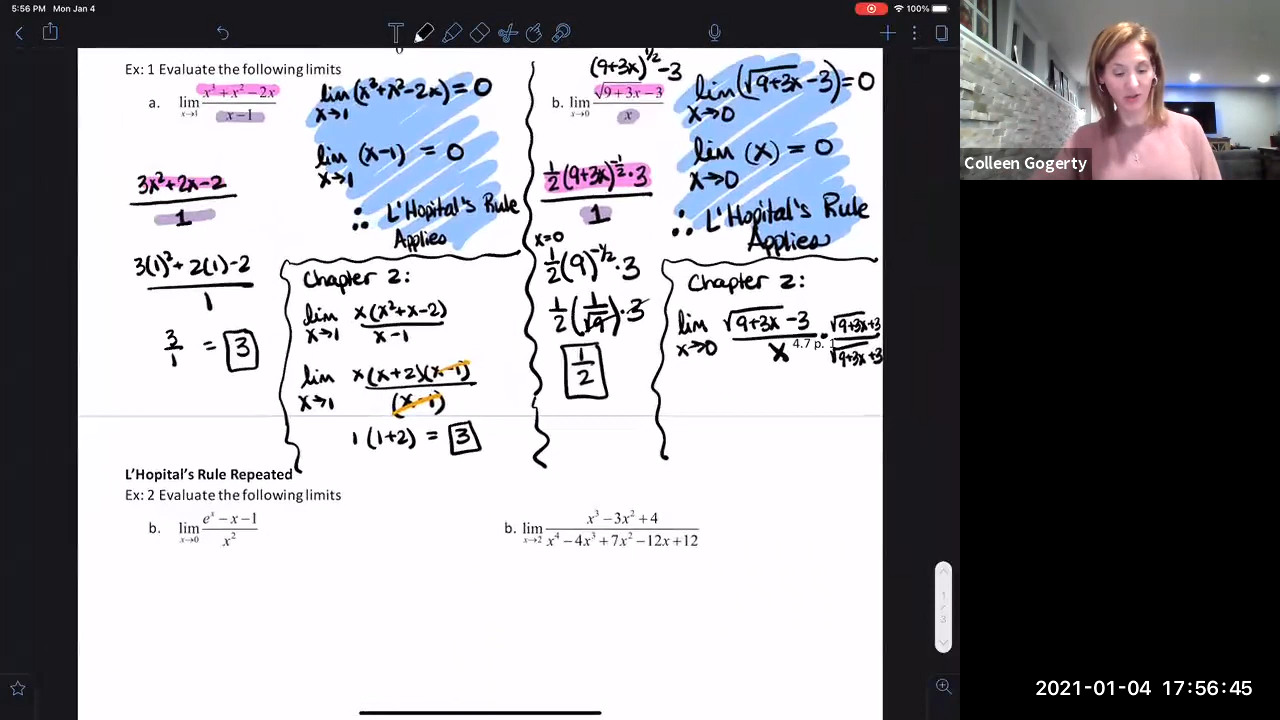 5:56 PM Mon Jan 4
100%
Ex: 1 Evaluate the following limits
a. lim x→1 x³ + x² − 2x / x − 1
lim x→1 (x³+x²−2x) = 0
lim x→1 (x−1) = 0
∴ L'Hopital's Rule
Applies
3x²+2x−2 / 1
3(1)²+2(1)−2 / 1
3/1 = 3
Chapter 2:
lim x→1 x(x²+x−2) / x−1
lim x→1 x(x+2)(x−1) / (x−1)
1(1+2) = 3
(9+3x)^1/2 −3
b. lim x→0 √9 + 3x − 3 / x
lim x→0 (√9+3x −3) = 0
lim x→0 (x) = 0
∴ L'Hopital's Rule
Applies
½(9+3x)^−½ · 3 / 1
x=0
½(9)^−½ · 3
½(1/√9) · 3
1/2
Chapter 2:
lim x→0 √9+3x −3 / x · √9+3x +3 / √9+3x +3
4.7 p. 1
L'Hopital's Rule Repeated
Ex: 2 Evaluate the following limits
b. lim x→0 eˣ − x − 1 / x²
b. lim x→2 x³ − 3x² + 4 / x⁴ − 4x³ + 7x² − 12x + 12
1 / 3
Colleen Gogerty
2021-01-04 17:56:45